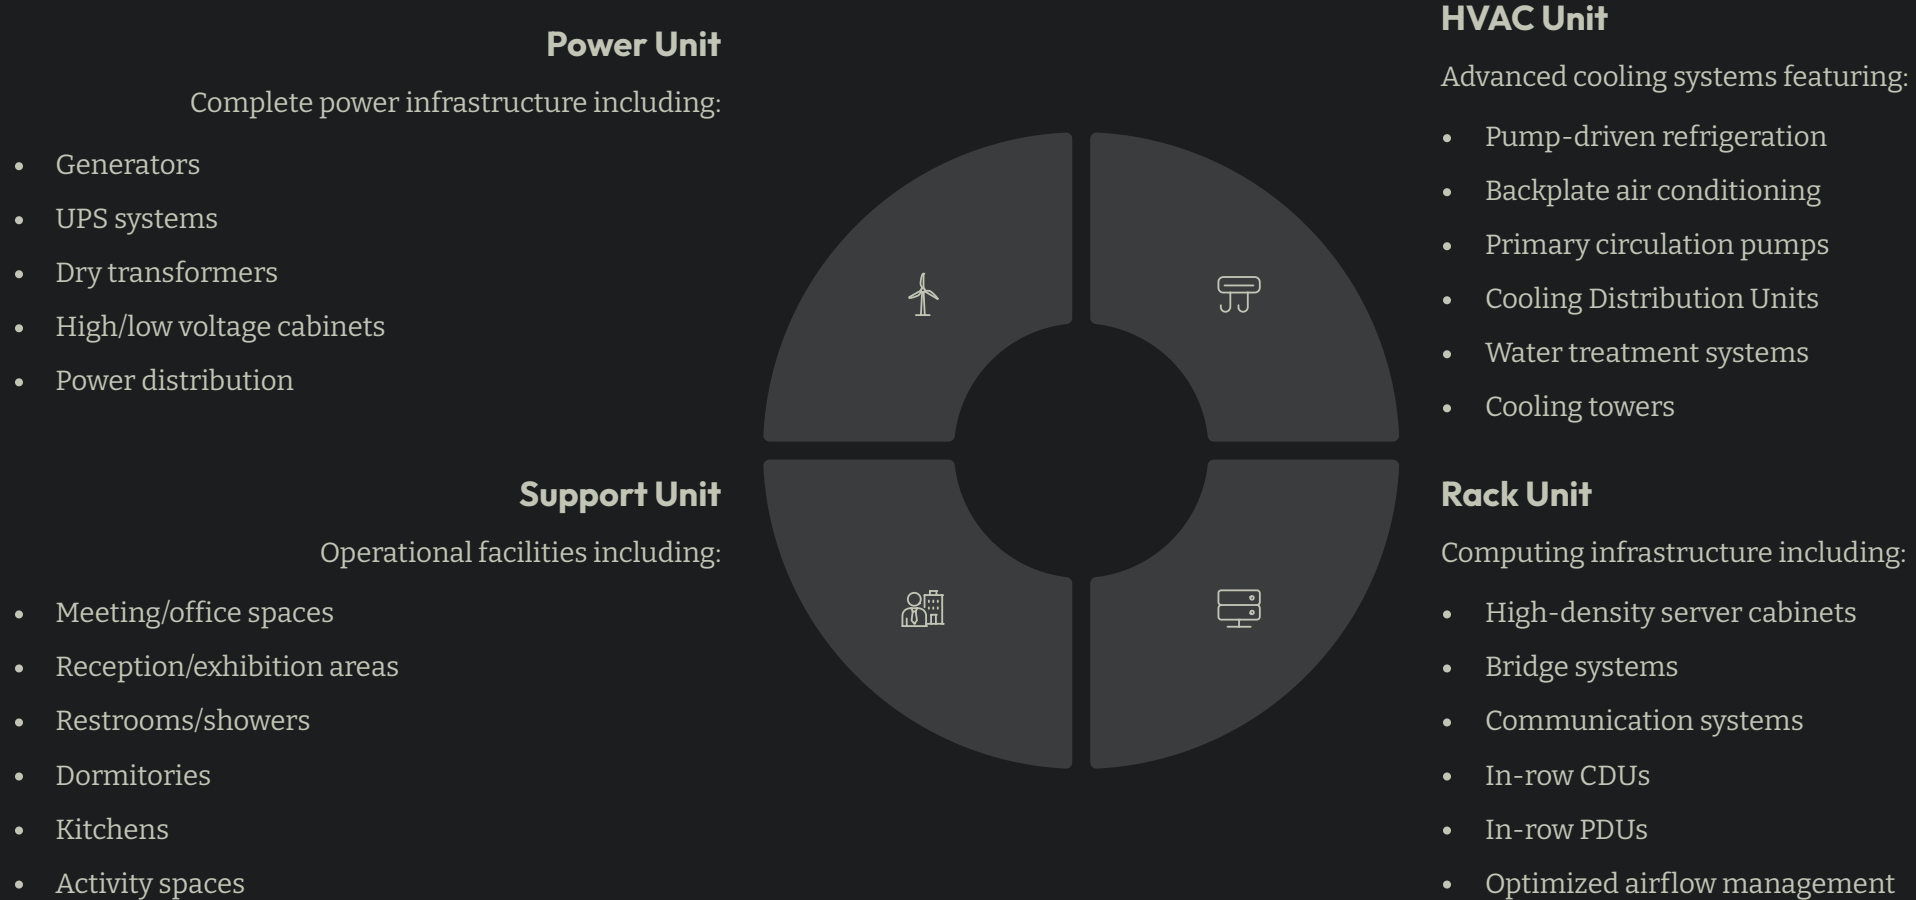 Power Unit
Complete power infrastructure including:
• Generators
• UPS systems
• Dry transformers
• High/low voltage cabinets
• Power distribution
HVAC Unit
Advanced cooling systems featuring:
• Pump-driven refrigeration
• Backplate air conditioning
• Primary circulation pumps
• Cooling Distribution Units
• Water treatment systems
• Cooling towers
Support Unit
Operational facilities including:
• Meeting/office spaces
• Reception/exhibition areas
• Restrooms/showers
• Dormitories
• Kitchens
• Activity spaces
Rack Unit
Computing infrastructure including:
• High-density server cabinets
• Bridge systems
• Communication systems
• In-row CDUs
• In-row PDUs
• Optimized airflow management